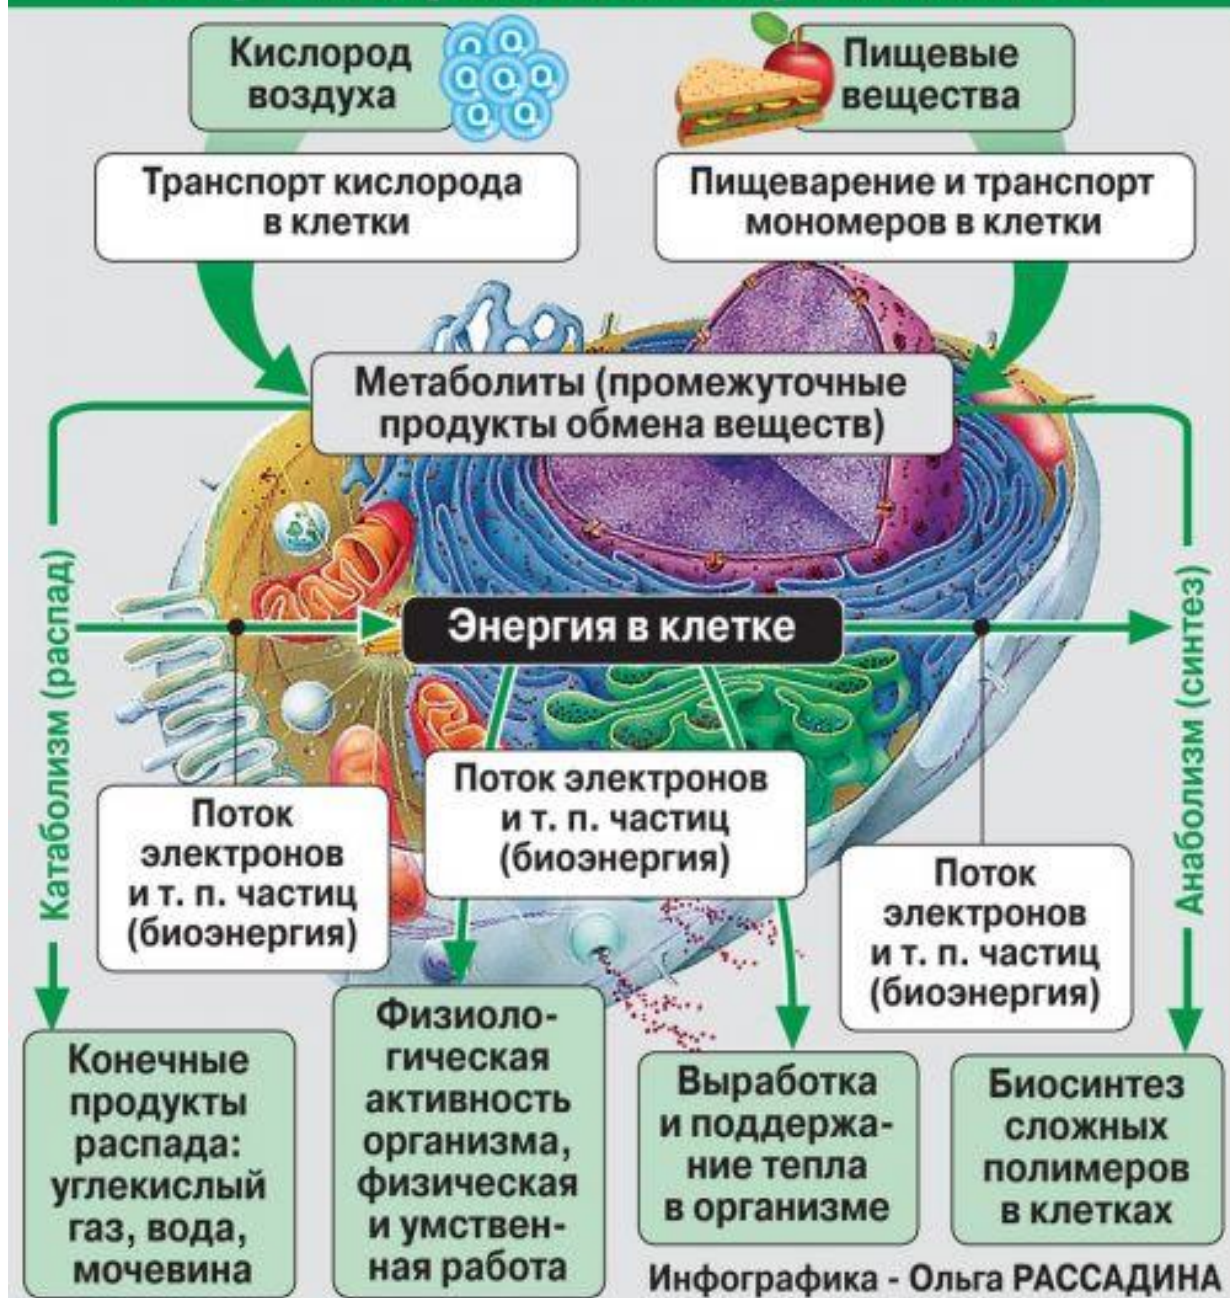 Кислород
воздуха
Пищевые
вещества
Транспорт кислорода
в клетки
Пищеварение и транспорт
мономеров в клетки
Метаболиты (промежуточные
продукты обмена веществ)
Катаболизм (распад)
Энергия в клетке
Анаболизм (синтез)
Поток
электронов
и т. п. частиц
(биоэнергия)
Поток электронов
и т. п. частиц
(биоэнергия)
Поток
электронов
и т. п. частиц
(биоэнергия)
Конечные
продукты
распада:
углекислый
газ, вода,
мочевина
Физиоло-
гическая
активность
организма,
физическая
и умствен-
ная работа
Выработка
и поддержа-
ние тепла
в организме
Биосинтез
сложных
полимеров
в клетках
Инфографика - Ольга РАССАДИНА